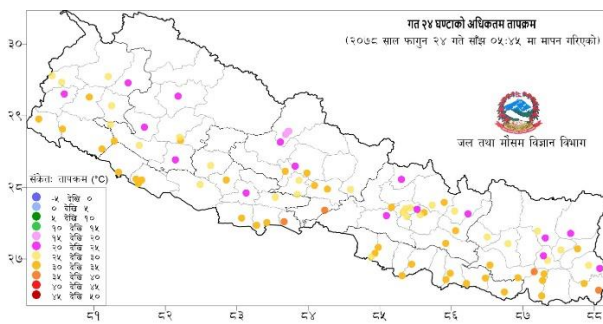 गत २४ घण्टाको अधिकतम तापक्रम
(२०७८ साल फागुन २४ गते साँझ ०५:४५ मा मापन गरिएको)
जल तथा मौसम विज्ञान विभाग
संकेत: तापक्रम (°C)
-५ देखि ०
० देखि ५
५ देखि १०
१० देखि १५
१५ देखि २०
२० देखि २५
२५ देखि ३०
३० देखि ३५
३५ देखि ४०
४० देखि ४५
४५ देखि ५०
३०
२९
२८
२७
८१
८२
८३
८४
८५
८६
८७
८८